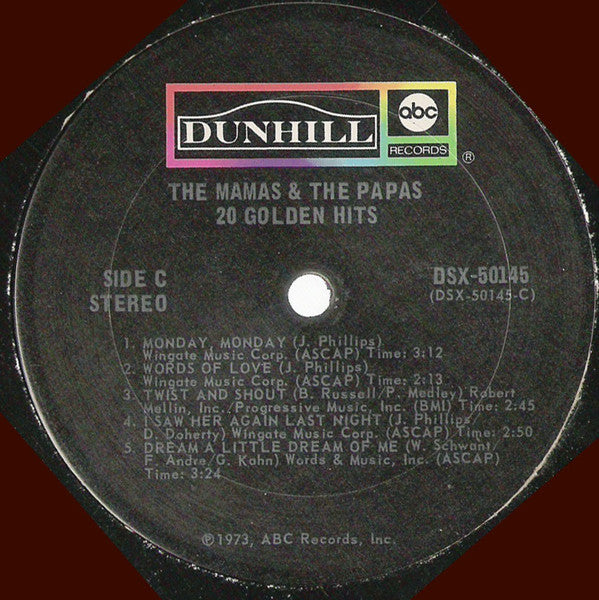 DUNHILL
abc
RECORDS
®
THE MAMAS & THE PAPAS
20 GOLDEN HITS
SIDE C
STEREO
DSX-50145
(DSX-50145-C)
1. MONDAY, MONDAY (J. Phillips)
Wingate Music Corp. (ASCAP) Time: 3:12
2. WORDS OF LOVE (J. Phillips)
Wingate Music Corp. (ASCAP) Time: 2:13
3. TWIST AND SHOUT (B. Russell/P. Medley) Robert
Mellin, Inc./Progressive Music, Inc. (BMI) Time: 2:45
4. I SAW HER AGAIN LAST NIGHT (J. Phillips/
D. Doherty) Wingate Music Corp. (ASCAP) Time: 2:50
5. DREAM A LITTLE DREAM OF ME (W. Schwant/
F. Andre/G. Kahn) Words & Music, Inc. (ASCAP)
Time: 3:24
℗1973, ABC Records, Inc.